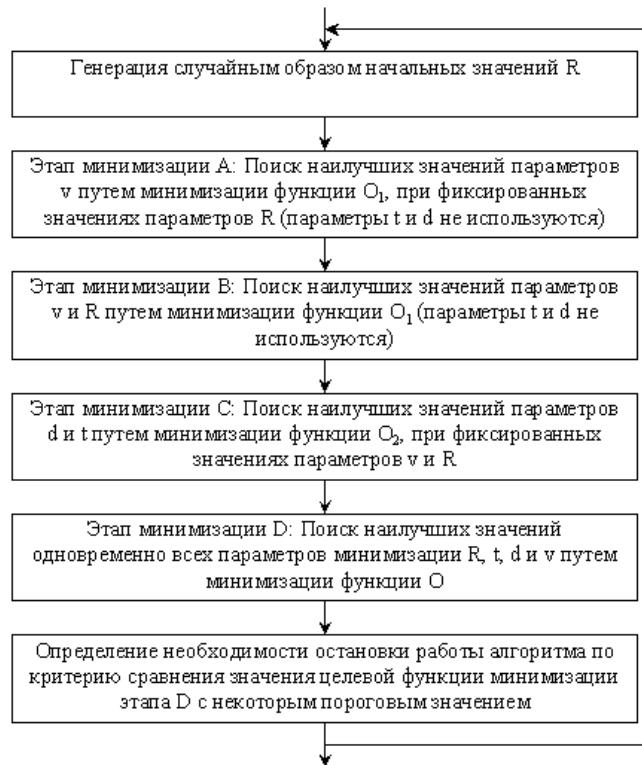 Генерация случайным образом начальных значений R
Этап минимизации A: Поиск наилучших значений параметров
v путем минимизации функции O₁, при фиксированных
значениях параметров R (параметры t и d не используются)
Этап минимизации B: Поиск наилучших значений параметров
v и R путем минимизации функции O₁ (параметры t и d не
используются)
Этап минимизации C: Поиск наилучших значений параметров
d и t путем минимизации функции O₂, при фиксированных
значениях параметров v и R
Этап минимизации D: Поиск наилучших значений
одновременно всех параметров минимизации R, t, d и v путем
минимизации функции O
Определение необходимости остановки работы алгоритма по
критерию сравнения значения целевой функции минимизации
этапа D с некоторым пороговым значением